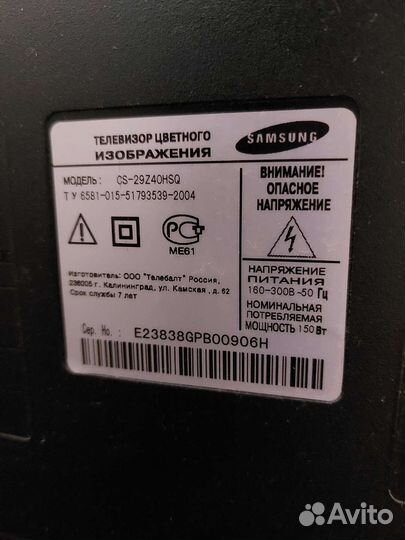 ТЕЛЕВИЗОР ЦВЕТНОГО
ИЗОБРАЖЕНИЯ
SAMSUNG
МОДЕЛЬ: CS-29Z40HSQ
Т У 6581-015-51793539-2004
РСТ
МЕ61
Изготовитель: ООО "Телебалт" Россия,
236005 г. Калининград, ул. Камская , д. 62
Срок службы 7 лет
ВНИМАНИЕ!
ОПАСНОЕ
НАПРЯЖЕНИЕ
НАПРЯЖЕНИЕ
ПИТАНИЯ
160-300В ~50 Гц
НОМИНАЛЬНАЯ
ПОТРЕБЛЯЕМАЯ
МОЩНОСТЬ 150 Вт
Сер. Но. : E23838GPB00906H
Avito